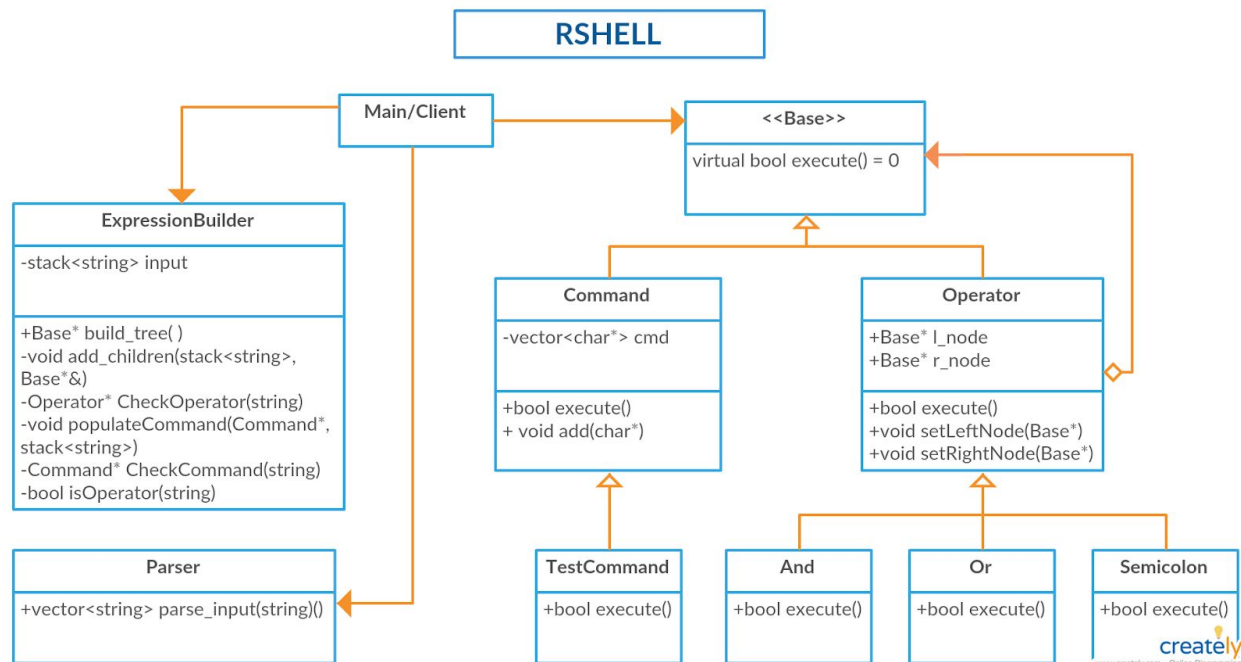 RSHELL
Main/Client
<<Base>>
virtual bool execute() = 0
ExpressionBuilder
-stack<string> input
+Base* build_tree( )
-void add_children(stack<string>,
Base*&)
-Operator* CheckOperator(string)
-void populateCommand(Command*,
stack<string>)
-Command* CheckCommand(string)
-bool isOperator(string)
Command
-vector<char*> cmd
+bool execute()
+ void add(char*)
Operator
+Base* l_node
+Base* r_node
+bool execute()
+void setLeftNode(Base*)
+void setRightNode(Base*)
Parser
+vector<string> parse_input(string)()
TestCommand
+bool execute()
And
+bool execute()
Or
+bool execute()
Semicolon
+bool execute()
creately